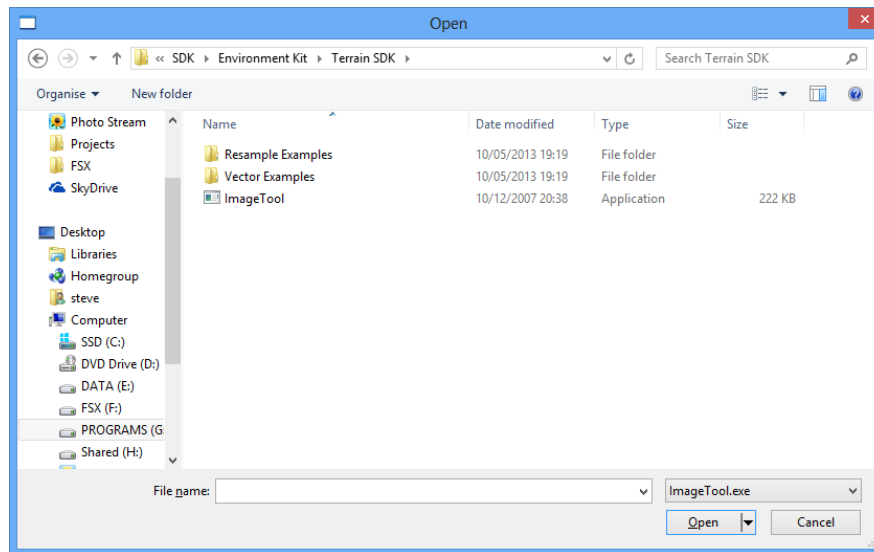 Open
« SDK Environment Kit Terrain SDK Search Terrain SDK
Organise New folder
Photo Stream
Projects
FSX
SkyDrive
Desktop
Libraries
Homegroup
steve
Computer
SSD (C:)
DVD Drive (D:)
DATA (E:)
FSX (F:)
PROGRAMS (G
Shared (H:)
Name Date modified Type Size
Resample Examples 10/05/2013 19:19 File folder
Vector Examples 10/05/2013 19:19 File folder
ImageTool 10/12/2007 20:38 Application 222 KB
File name: ImageTool.exe
Open Cancel